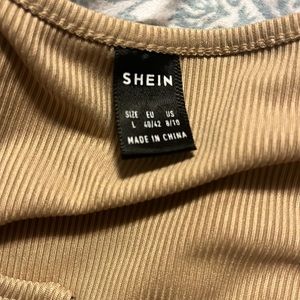 SHEIN
SIZE EU US
L 40/42 8/10
MADE IN CHINA